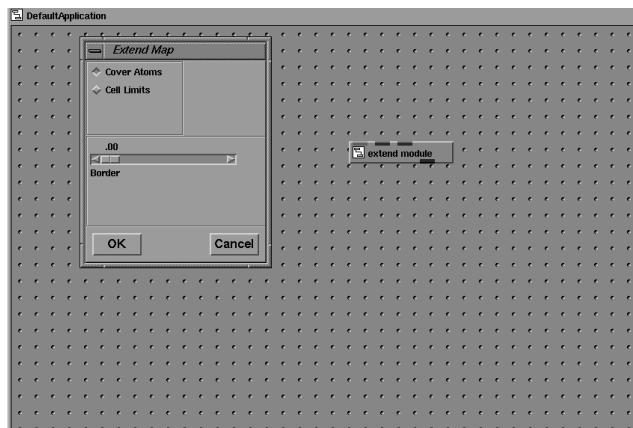 DefaultApplication
Extend Map
Cover Atoms
Cell Limits
.00
Border
OK Cancel
extend module